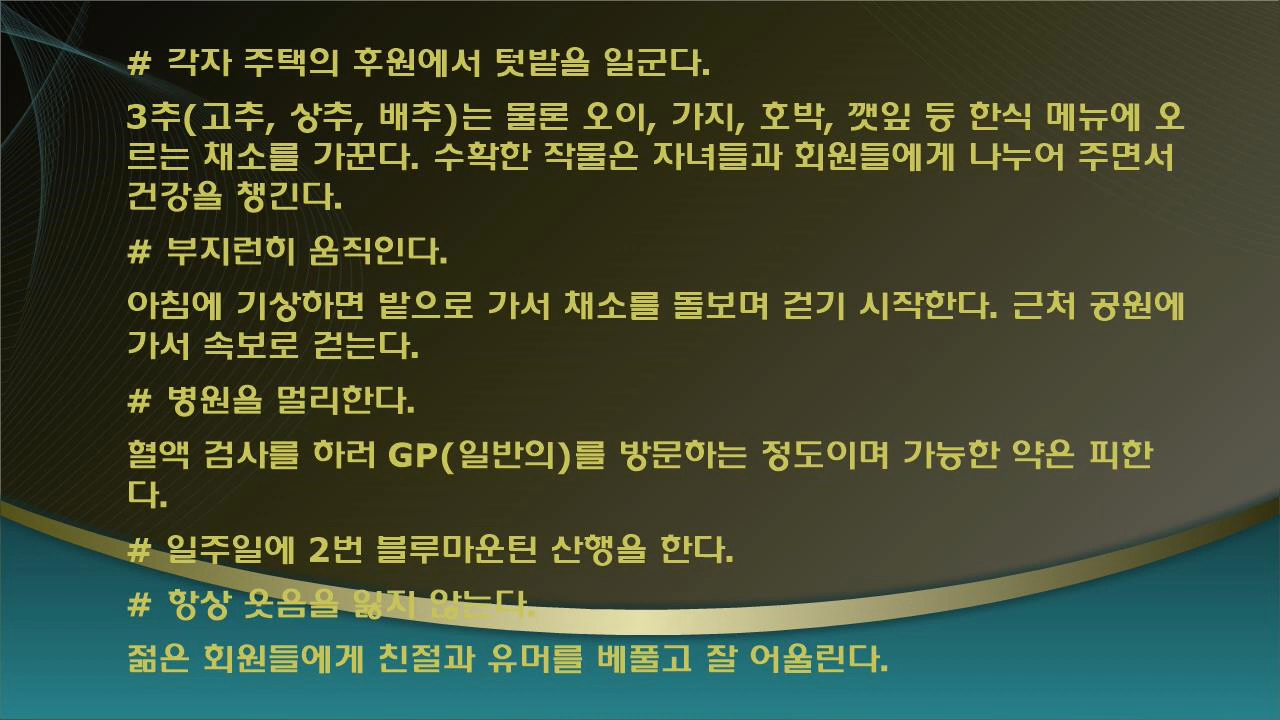 # 각자 주택의 후원에서 텃밭을 일군다.
3추(고추, 상추, 배추)는 물론 오이, 가지, 호박, 깻잎 등 한식 메뉴에 오
르는 채소를 가꾼다. 수확한 작물은 자녀들과 회원들에게 나누어 주면서
건강을 챙긴다.
# 부지런히 움직인다.
아침에 기상하면 밭으로 가서 채소를 돌보며 걷기 시작한다. 근처 공원에
가서 속보로 걷는다.
# 병원을 멀리한다.
혈액 검사를 하러 GP(일반의)를 방문하는 정도이며 가능한 약은 피한
다.
# 일주일에 2번 블루마운틴 산행을 한다.
# 항상 웃음을 잃지 않는다.
젊은 회원들에게 친절과 유머를 베풀고 잘 어울린다.